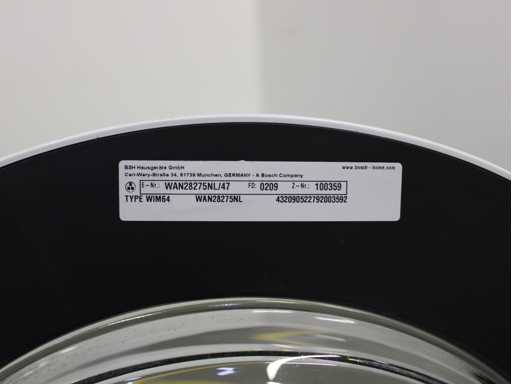 BSH Hausgeräte GmbH www.bosch-home.com
Carl-Wery-Straße 34, 81739 München, GERMANY - A Bosch Company
E-Nr.: WAN28275NL/47 FD: 0209 Z-Nr.: 100359
TYPE WIM64 WAN28275NL 432090522792003592